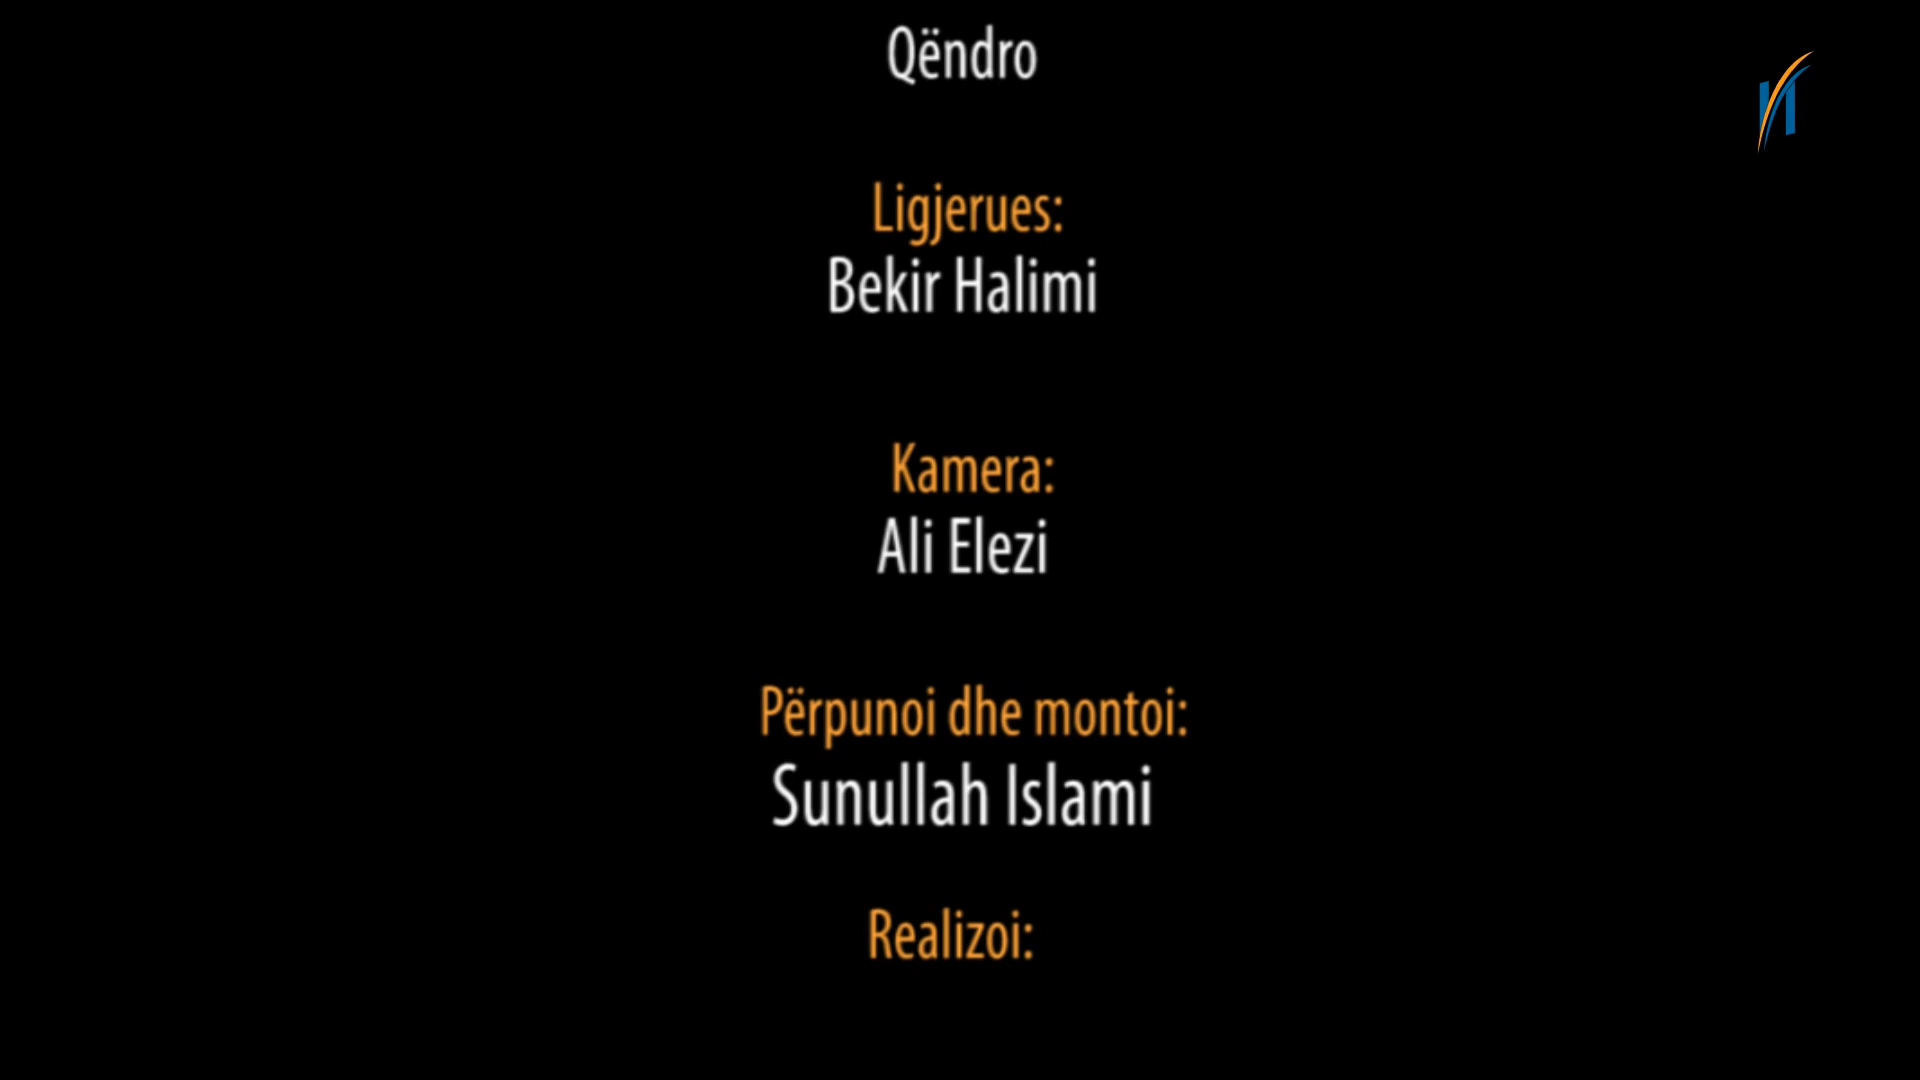 Qëndro
Ligjerues:
Bekir Halimi
Kamera:
Ali Elezi
Përpunoi dhe montoi:
Sunullah Islami
Realizoi: